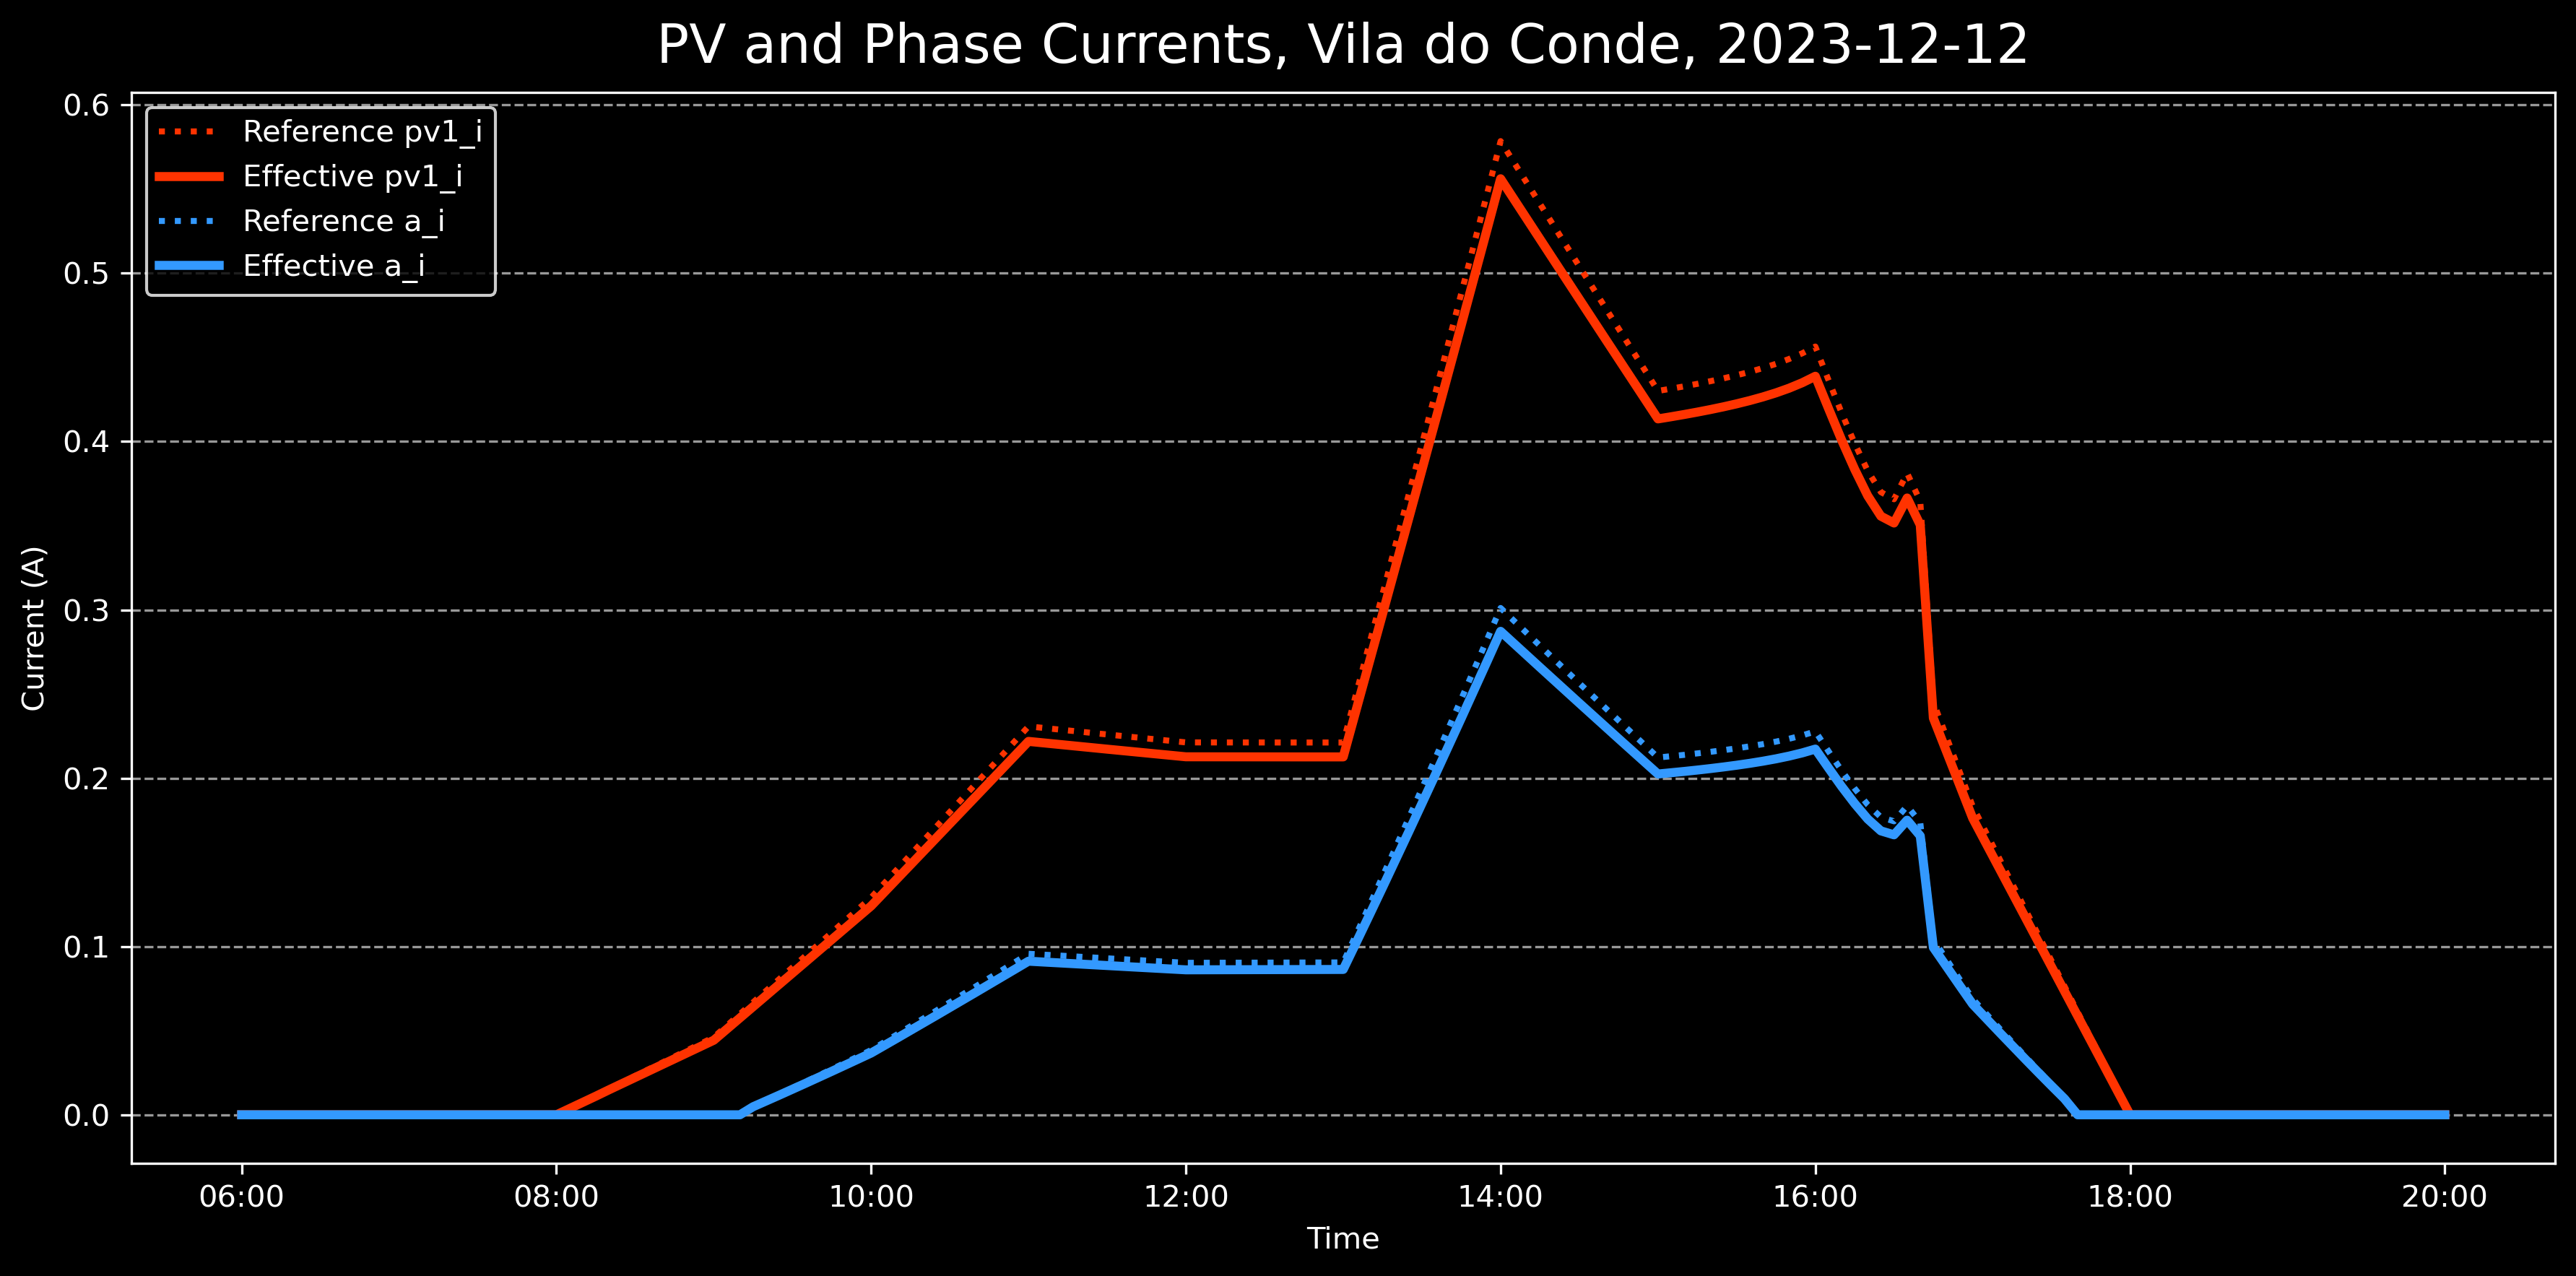 PV and Phase Currents, Vila do Conde, 2023-12-12
Reference pv1_i
Effective pv1_i
Reference a_i
Effective a_i
Current (A)
0.6
0.5
0.4
0.3
0.2
0.1
0.0
06:00
08:00
10:00
12:00
14:00
16:00
18:00
20:00
Time